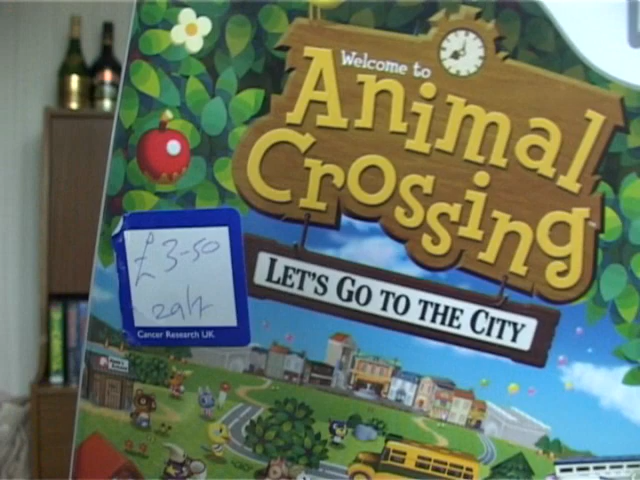 Welcome to
Animal
Crossing
LET'S GO TO THE CITY
£3-50
29/7
Cancer Research UK